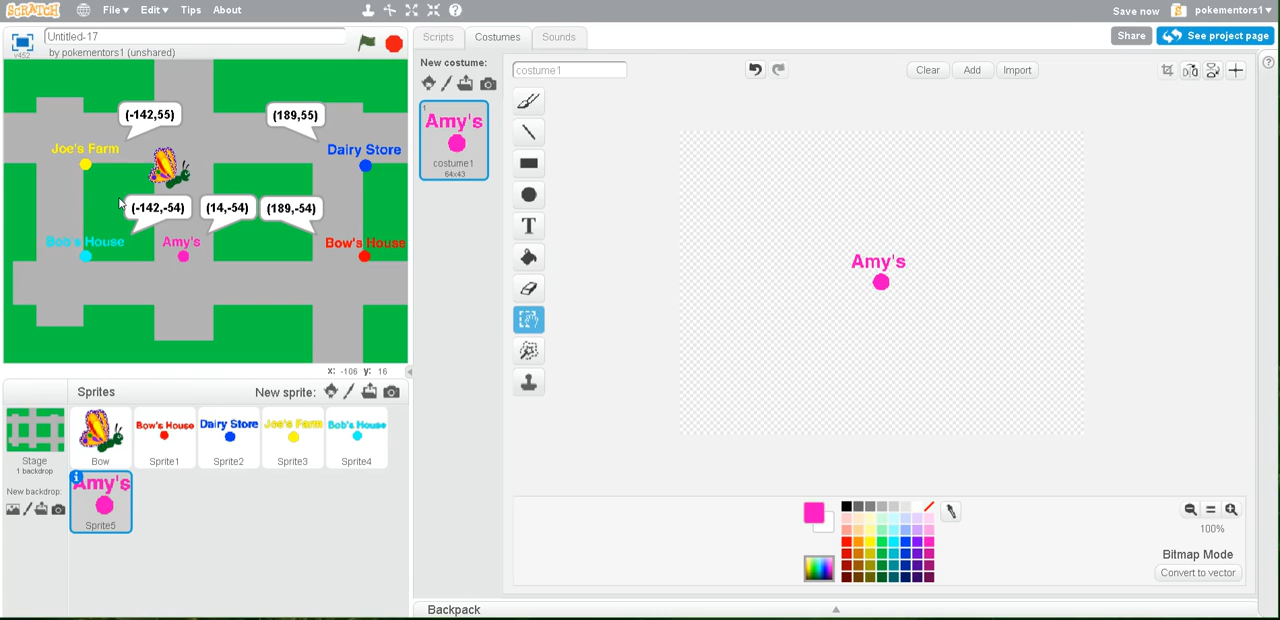 SCRATCH File Edit Tips About Save now pokementors1
v452 Untitled-17 Scripts Costumes Sounds Share See project page
by pokementors1 (unshared)
New costume:
costume1 Clear Add Import
1
Amy's
costume1
64x43
(-142,55) (189,55)
Joe's Farm Dairy Store
(-142,-54) (14,-54) (189,-54)
Bob's House Amy's Bow's House
Amy's
x: -106 y: 16
Sprites New sprite:
Bow's House Dairy Store Joe's Farm Bob's House
Stage Bow Sprite1 Sprite2 Sprite3 Sprite4
1 backdrop
New backdrop:
Amy's
Sprite5
100%
Bitmap Mode
Convert to vector
Backpack